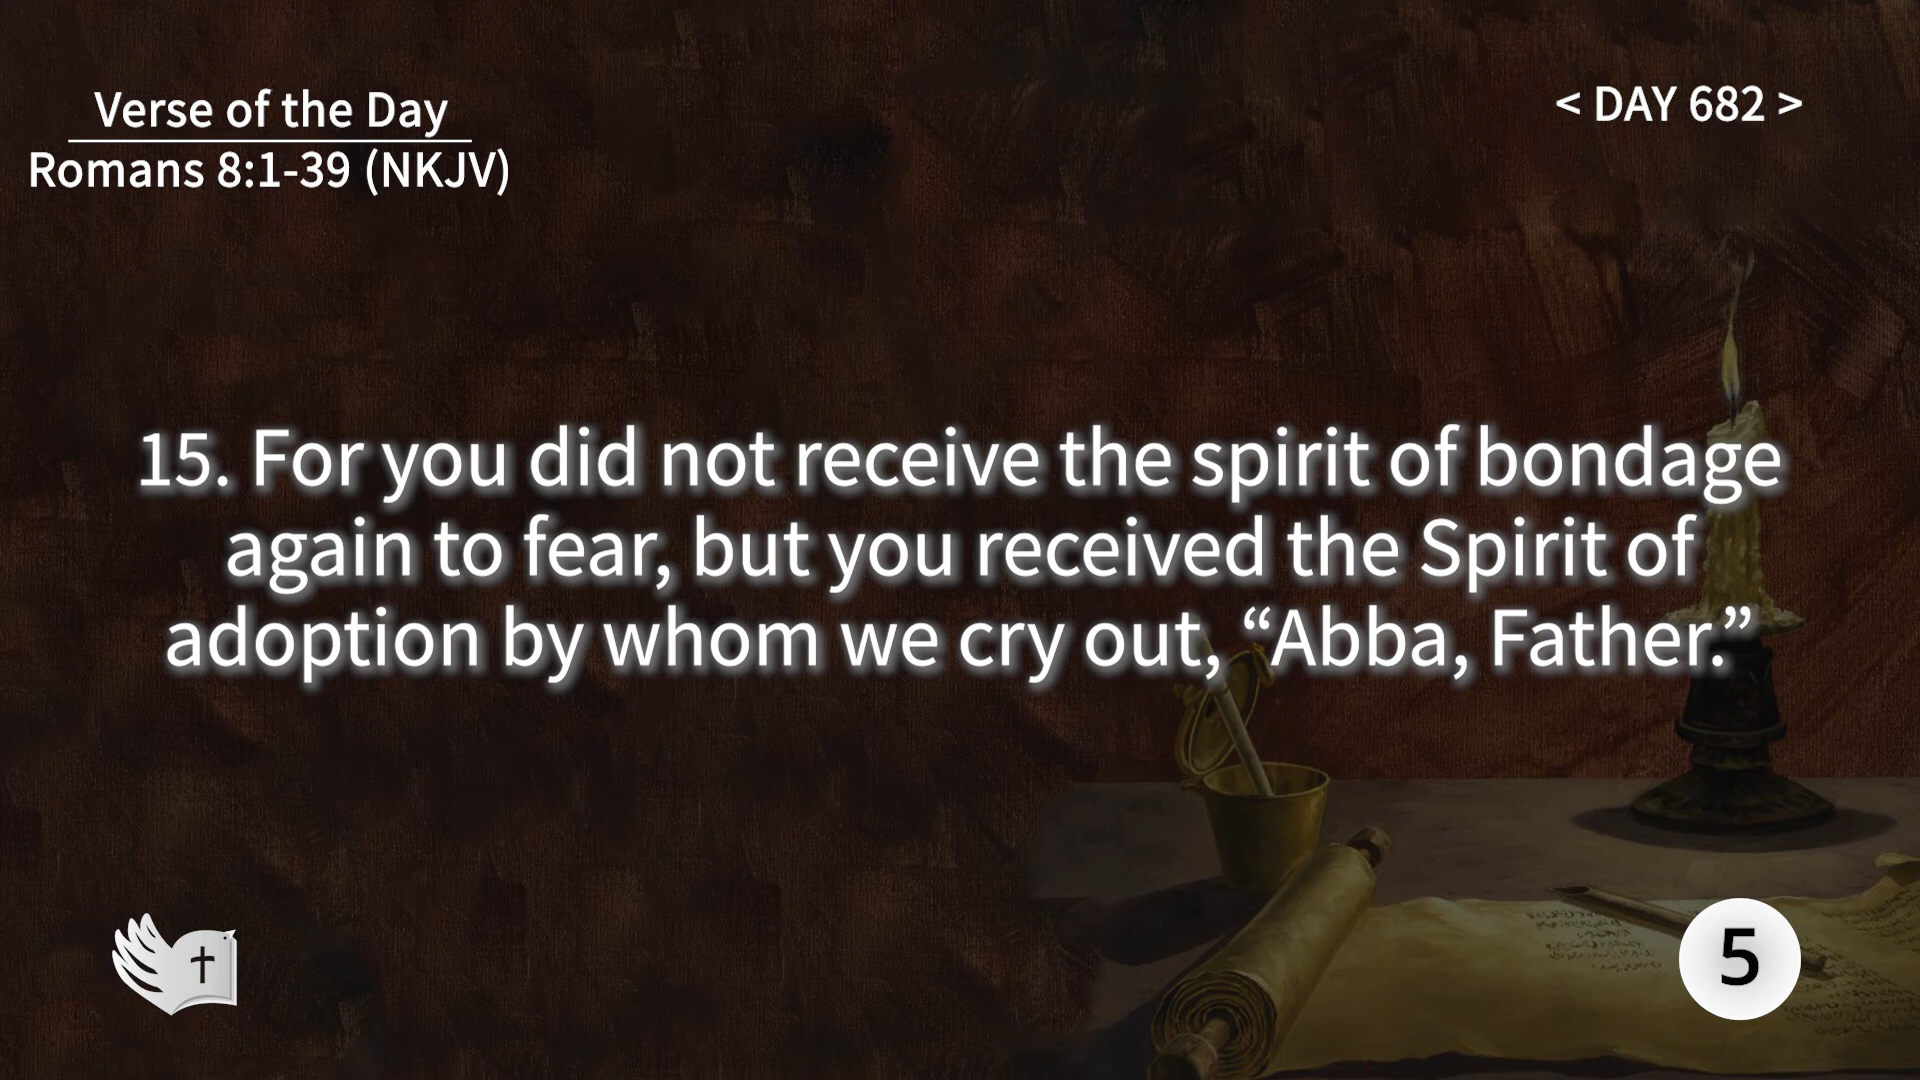 Verse of the Day
< DAY 682 >
Romans 8:1-39 (NKJV)
15. For you did not receive the spirit of bondage
again to fear, but you received the Spirit of
adoption by whom we cry out, “Abba, Father.”
5